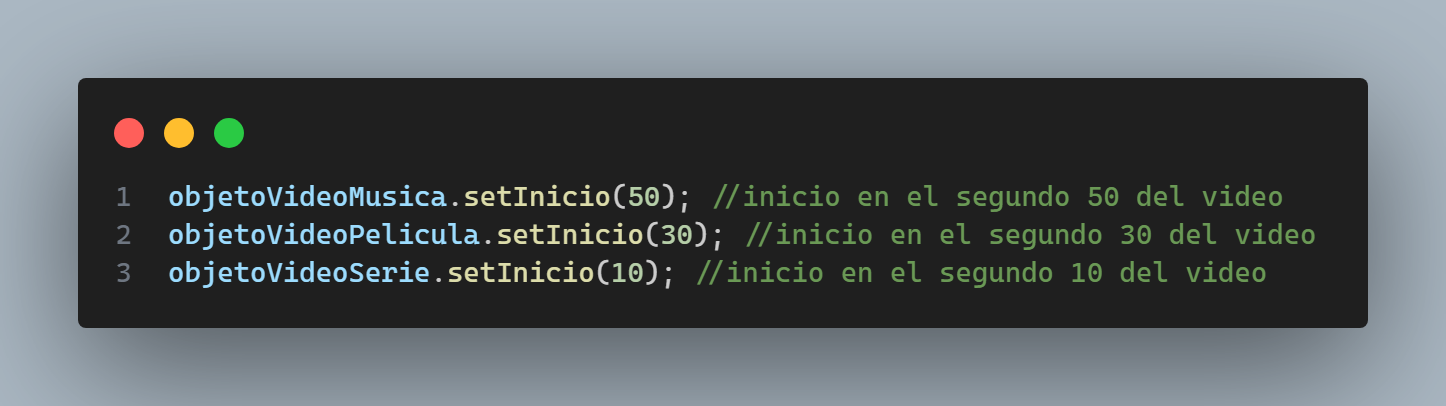 1 objetoVideoMusica.setInicio(50); //inicio en el segundo 50 del video
2 objetoVideoPelicula.setInicio(30); //inicio en el segundo 30 del video
3 objetoVideoSerie.setInicio(10); //inicio en el segundo 10 del video